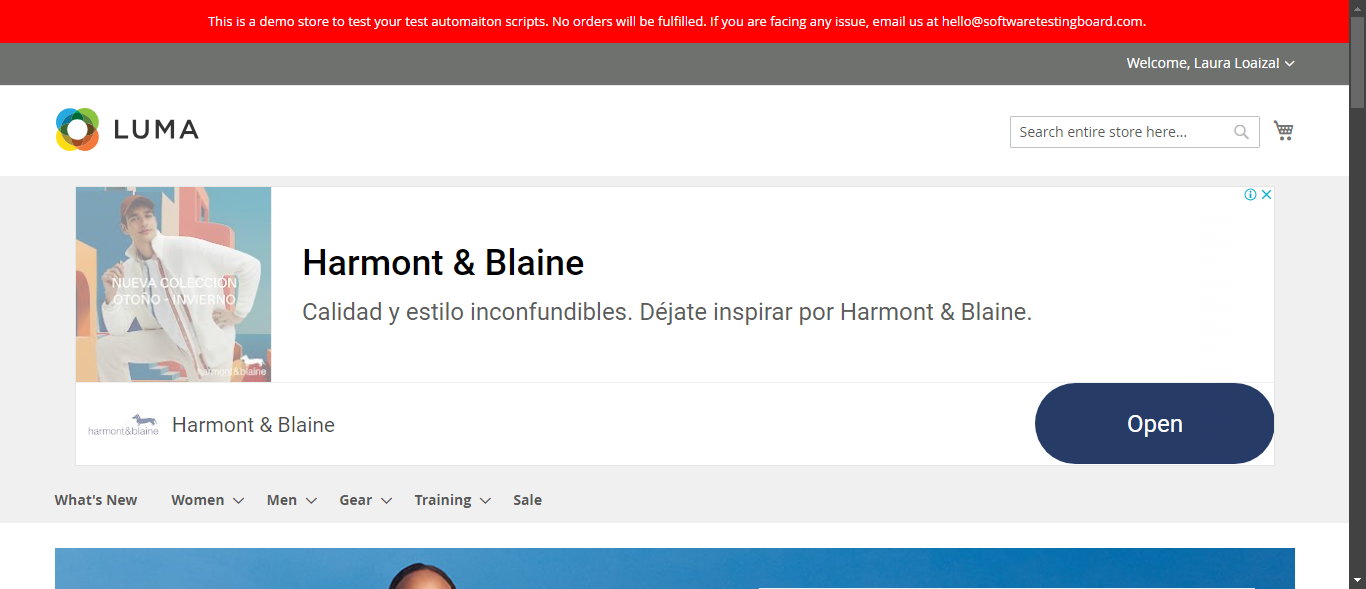 This is a demo store to test your test automaiton scripts. No orders will be fulfilled. If you are facing any issue, email us at hello@softwaretestingboard.com.
Welcome, Laura Loaiza!
LUMA
Search entire store here...
NUEVA COLECCIÓN
OTOÑO - INVIERNO
harmont&blaine
Harmont & Blaine
Calidad y estilo inconfundibles. Déjate inspirar por Harmont & Blaine.
harmont&blaine
Harmont & Blaine
Open
What's New Women Men Gear Training Sale